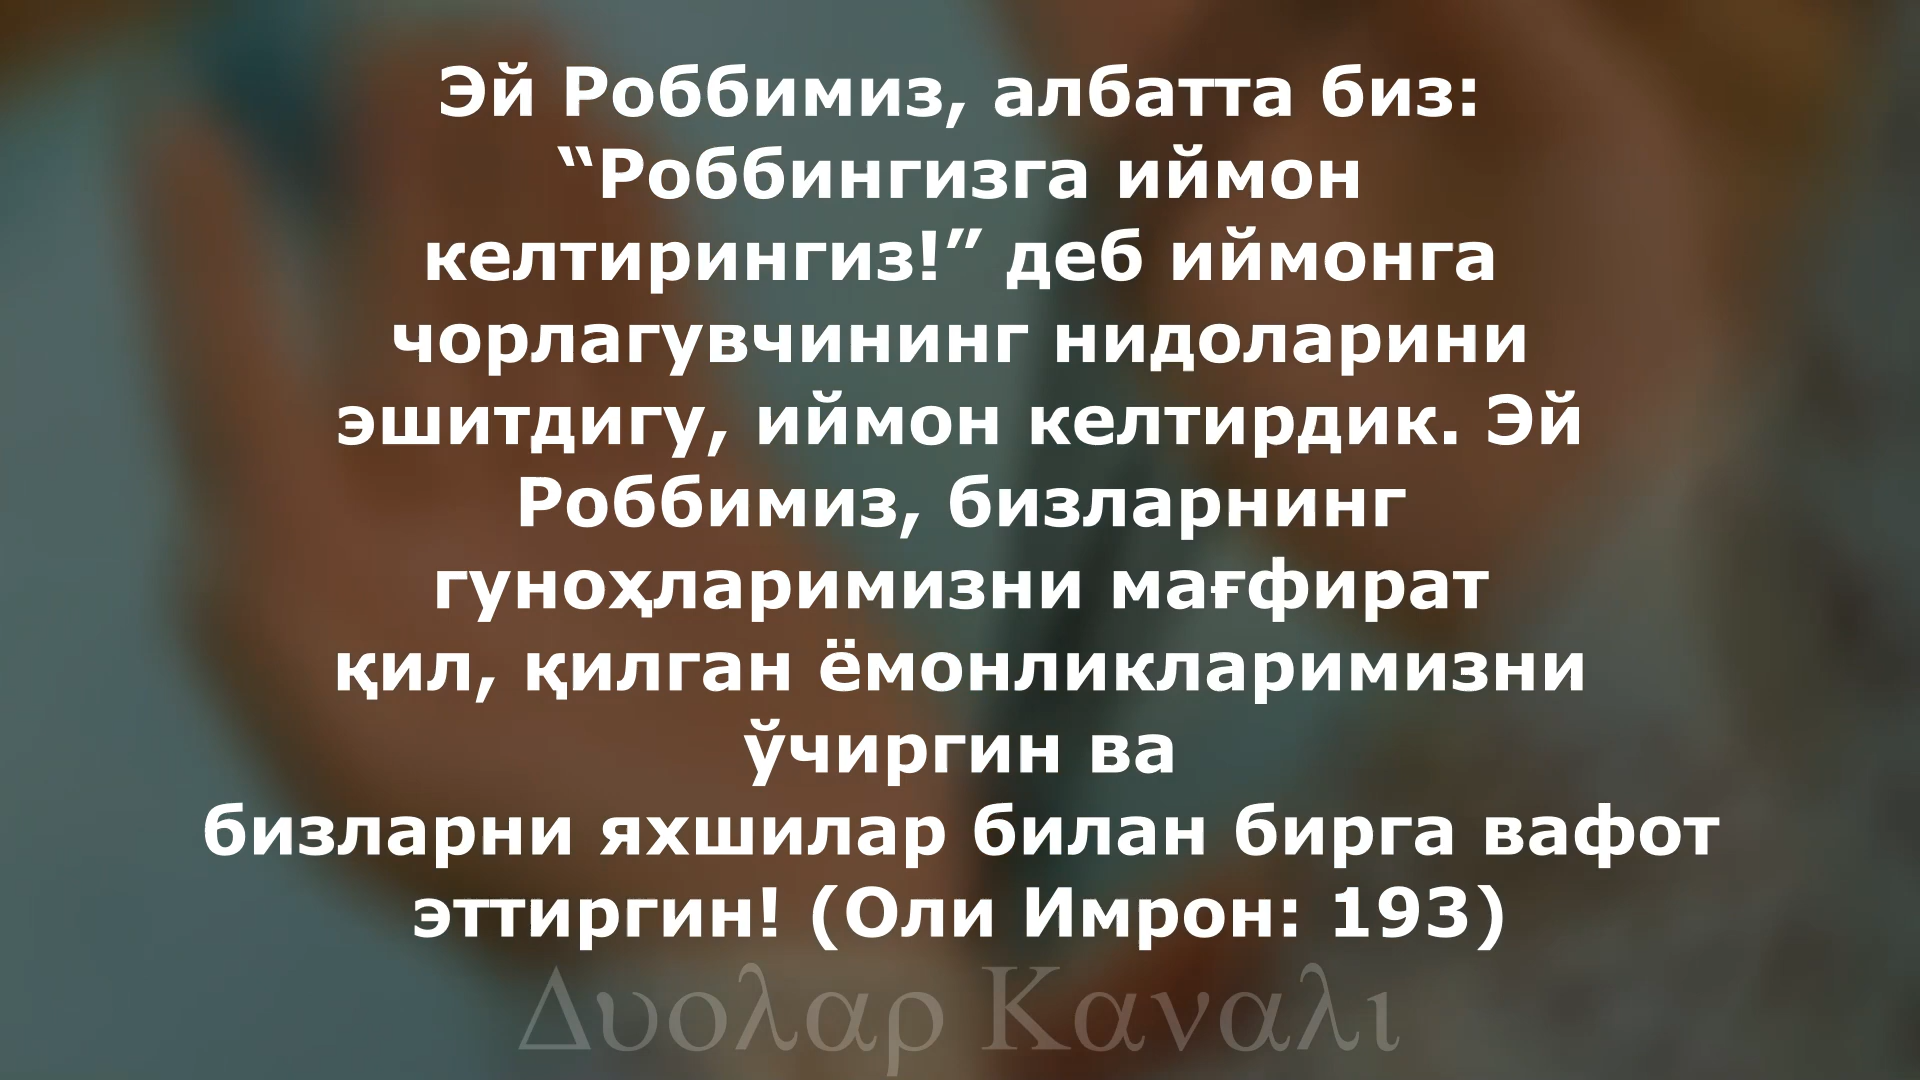 Эй Роббимиз, албатта биз:
“Роббингизга иймон
келтирингиз!” деб иймонга
чорлагувчининг нидоларини
эшитдигу, иймон келтирдик. Эй
Роббимиз, бизларнинг
гуноҳларимизни мағфират
қил, қилган ёмонликларимизни
ўчиргин ва
бизларни яхшилар билан бирга вафот
эттиргин! (Оли Имрон: 193)
Δυολαρ Καναλι